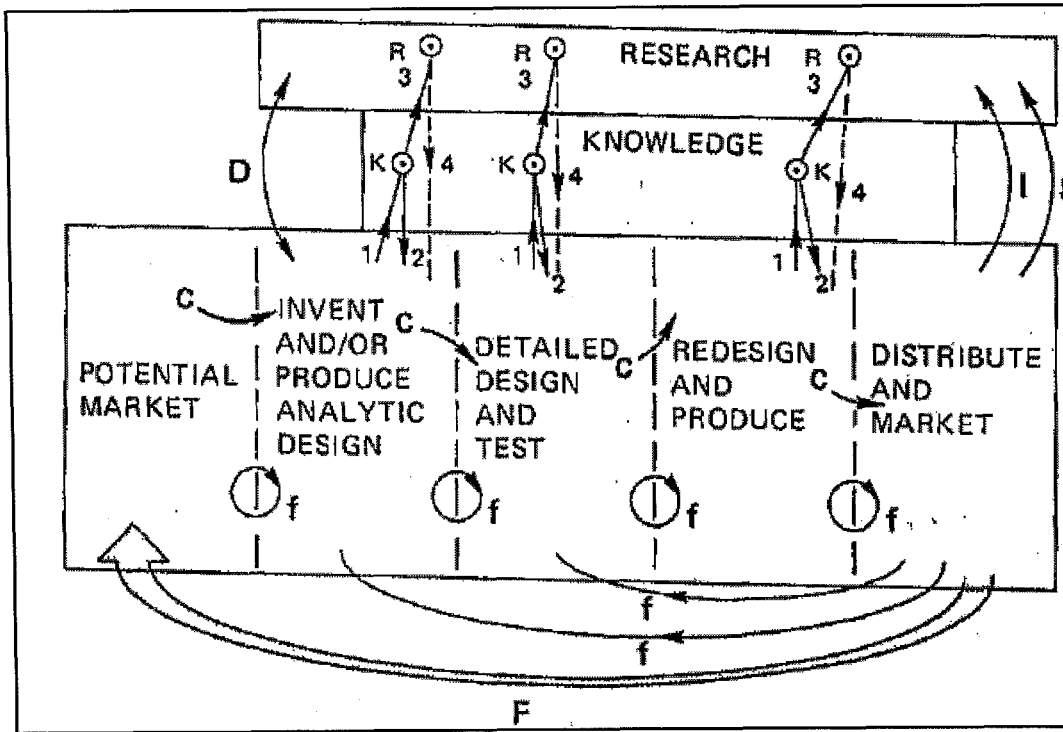 R
3
R
3
RESEARCH
R
3
K
4
K
4
KNOWLEDGE
K
4
D
I
1
2
1
2
1
2
C
INVENT
AND/OR
PRODUCE
ANALYTIC
DESIGN
C
DETAILED
DESIGN
AND
TEST
C
REDESIGN
AND
PRODUCE
C
DISTRIBUTE
AND
MARKET
POTENTIAL
MARKET
f
f
f
f
f
f
F